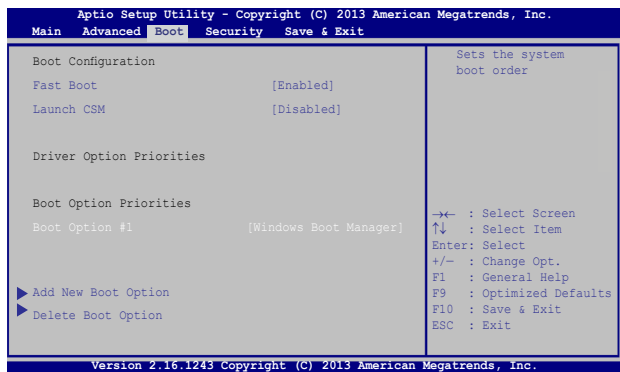 Aptio Setup Utility - Copyright (C) 2013 American Megatrends, Inc.
Main Advanced Boot Security Save & Exit
Boot Configuration
Fast Boot [Enabled]
Launch CSM [Disabled]
Driver Option Priorities
Boot Option Priorities
Boot Option #1 [Windows Boot Manager]
Add New Boot Option
Delete Boot Option
Sets the system
boot order
→← : Select Screen
↑↓ : Select Item
Enter: Select
+/— : Change Opt.
F1 : General Help
F9 : Optimized Defaults
F10 : Save & Exit
ESC : Exit
Version 2.16.1243 Copyright (C) 2013 American Megatrends, Inc.